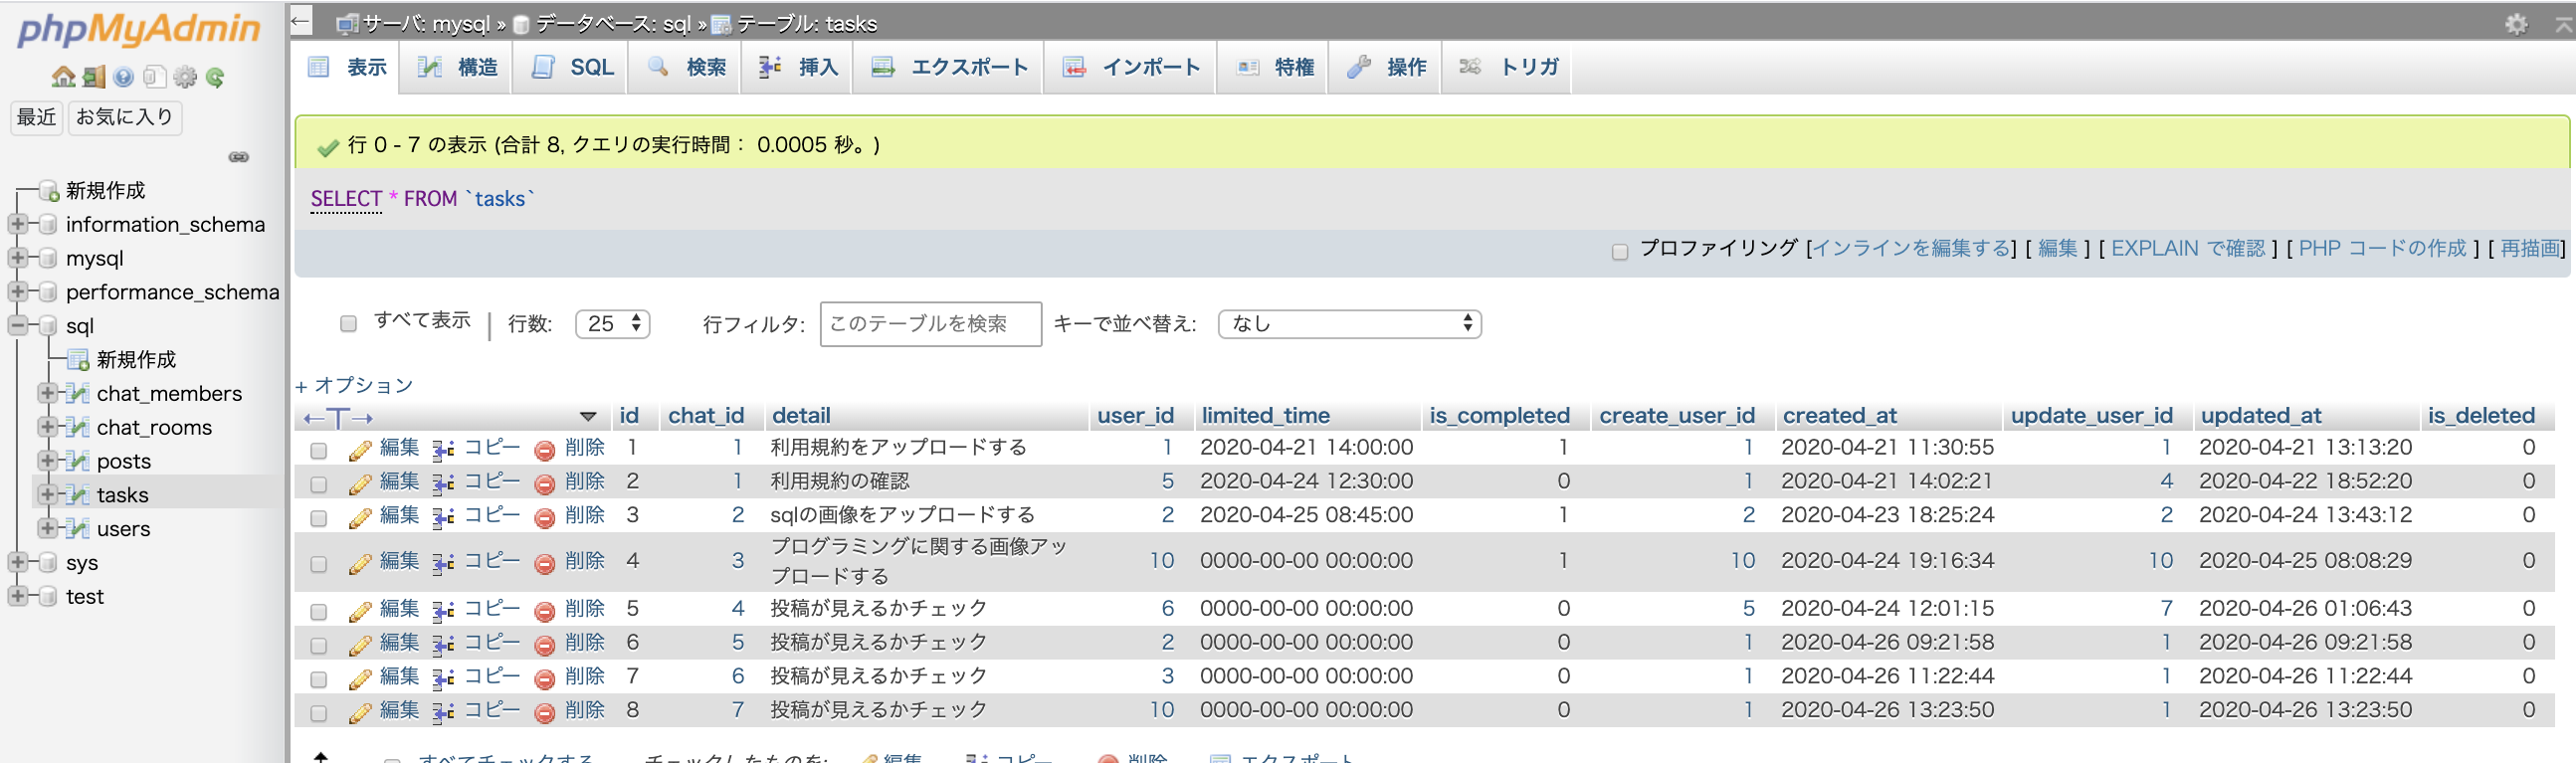 phpMyAdmin
最近 お気に入り
新規作成
information_schema
mysql
performance_schema
sql
新規作成
chat_members
chat_rooms
posts
tasks
users
sys
test
サーバ: mysql » データベース: sql » テーブル: tasks
表示 構造 SQL 検索 挿入 エクスポート インポート 特権 操作 トリガ
行 0 - 7 の表示 (合計 8, クエリの実行時間： 0.0005 秒。)
SELECT * FROM `tasks`
プロファイリング [インラインを編集する] [ 編集 ] [ EXPLAIN で確認 ] [ PHP コードの作成 ] [ 再描画]
すべて表示 | 行数: 25 行フィルタ: このテーブルを検索 キーで並べ替え: なし
+ オプション
←T→ id chat_id detail user_id limited_time is_completed create_user_id created_at update_user_id updated_at is_deleted
編集 コピー 削除 1 1 利用規約をアップロードする 1 2020-04-21 14:00:00 1 1 2020-04-21 11:30:55 1 2020-04-21 13:13:20 0
編集 コピー 削除 2 1 利用規約の確認 5 2020-04-24 12:30:00 0 1 2020-04-21 14:02:21 4 2020-04-22 18:52:20 0
編集 コピー 削除 3 2 sqlの画像をアップロードする 2 2020-04-25 08:45:00 1 2 2020-04-23 18:25:24 2 2020-04-24 13:43:12 0
編集 コピー 削除 4 3 プログラミングに関する画像アッ
プロードする 10 0000-00-00 00:00:00 1 10 2020-04-24 19:16:34 10 2020-04-25 08:08:29 0
編集 コピー 削除 5 4 投稿が見えるかチェック 6 0000-00-00 00:00:00 0 5 2020-04-24 12:01:15 7 2020-04-26 01:06:43 0
編集 コピー 削除 6 5 投稿が見えるかチェック 2 0000-00-00 00:00:00 0 1 2020-04-26 09:21:58 1 2020-04-26 09:21:58 0
編集 コピー 削除 7 6 投稿が見えるかチェック 3 0000-00-00 00:00:00 0 1 2020-04-26 11:22:44 1 2020-04-26 11:22:44 0
編集 コピー 削除 8 7 投稿が見えるかチェック 10 0000-00-00 00:00:00 0 1 2020-04-26 13:23:50 1 2020-04-26 13:23:50 0
すべてチェックする チェックしたものを: 編集 コピー 削除 エクスポート